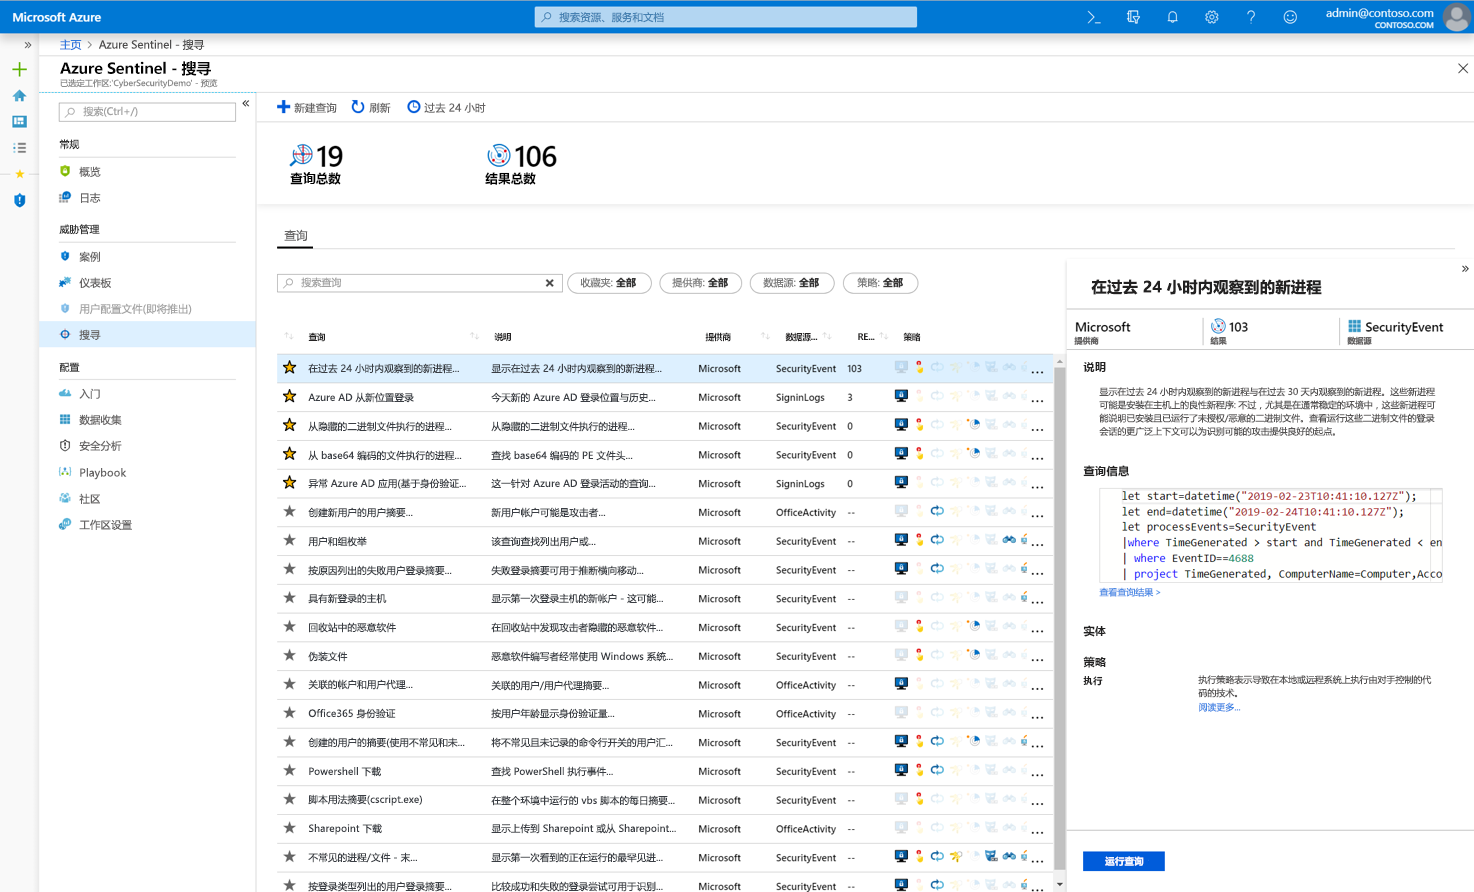 Microsoft Azure
搜索资源、服务和文档
admin@contoso.com
CONTOSO.COM
主页 > Azure Sentinel - 搜寻
Azure Sentinel - 搜寻
已选定工作区:'CyberSecurityDemo' - 预览
搜索(Ctrl+/)
常规
概览
日志
威胁管理
案例
仪表板
用户配置文件(即将推出)
搜寻
配置
入门
数据收集
安全分析
Playbook
社区
工作区设置
新建查询 刷新 过去 24 小时
19
查询总数
106
结果总数
查询
搜索查询
收藏夹: 全部 提供商: 全部 数据源: 全部 策略: 全部
查询 说明 提供商 数据源... RE... 策略
在过去 24 小时内观察到的新进程... 显示在过去 24 小时内观察到的新进程... Microsoft SecurityEvent 103 ...
Azure AD 从新位置登录 今天新的 Azure AD 登录位置与历史... Microsoft SigninLogs 3 ...
从隐藏的二进制文件执行的进程... 从隐藏的二进制文件执行的进程... Microsoft SecurityEvent 0 ...
从 base64 编码的文件执行的进程... 查找 base64 编码的 PE 文件头... Microsoft SecurityEvent 0 ...
异常 Azure AD 应用(基于身份验证... 这一针对 Azure AD 登录活动的查询... Microsoft SigninLogs 0 ...
创建新用户的用户摘要... 新用户帐户可能是攻击者... Microsoft OfficeActivity -- ...
用户和组枚举 该查询查找列出用户或... Microsoft SecurityEvent -- ...
按原因列出的失败用户登录摘要... 失败登录摘要可用于推断横向移动... Microsoft SecurityEvent -- ...
具有新登录的主机 显示第一次登录主机的新帐户 - 这可能... Microsoft SecurityEvent -- ...
回收站中的恶意软件 在回收站中发现攻击者隐藏的恶意软件... Microsoft SecurityEvent -- ...
伪装文件 恶意软件编写者经常使用 Windows 系统... Microsoft SecurityEvent -- ...
关联的帐户和用户代理... 关联的用户/用户代理摘要... Microsoft OfficeActivity -- ...
Office365 身份验证 按用户年龄显示身份验证量... Microsoft OfficeActivity -- ...
创建的用户的摘要(使用不常见和未... 将不常见且未记录的命令行开关的用户汇... Microsoft SecurityEvent -- ...
Powershell 下载 查找 PowerShell 执行事件... Microsoft SecurityEvent -- ...
脚本用法摘要(cscript.exe) 在整个环境中运行的 vbs 脚本的每日摘要... Microsoft SecurityEvent -- ...
Sharepoint 下载 显示上传到 Sharepoint 或从 Sharepoint... Microsoft OfficeActivity -- ...
不常见的进程/文件 - 末... 显示第一次看到的正在运行的最罕见进... Microsoft SecurityEvent -- ...
按登录类型列出的用户登录摘要... 比较成功和失败的登录尝试可用于识别... Microsoft SecurityEvent -- ...
在过去 24 小时内观察到的新进程
Microsoft 103 SecurityEvent
提供商 结果 数据源
说明
显示在过去 24 小时内观察到的新进程与在过去 30 天内观察到的新进程。这些新进程
可能是安装在主机上的良性新程序; 不过，尤其是在通常稳定的环境中，这些新进程可
能说明已安装且已运行了未授权/恶意的二进制文件。查看运行这些二进制文件的登录
会话的更广泛上下文可以为识别可能的攻击提供良好的起点。
查询信息
let start=datetime("2019-02-23T10:41:10.127Z");
let end=datetime("2019-02-24T10:41:10.127Z");
let processEvents=SecurityEvent
|where TimeGenerated > start and TimeGenerated < en
| where EventID==4688
| project TimeGenerated, ComputerName=Computer,Acco
查看查询结果 >
实体
策略
执行 执行策略表示导致在本地或远程系统上执行由对手控制的代
码的技术。
阅读更多...
运行查询